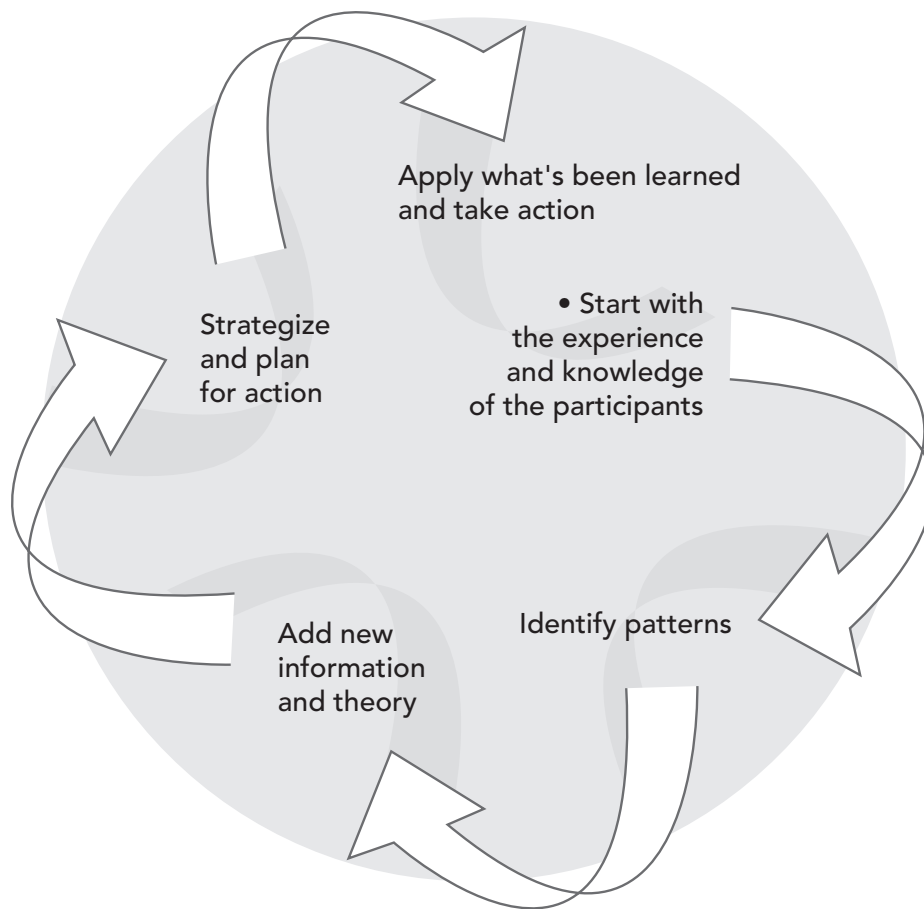 Apply what's been learned
and take action
• Start with
the experience
and knowledge
of the participants
Strategize
and plan
for action
Identify patterns
Add new
information
and theory